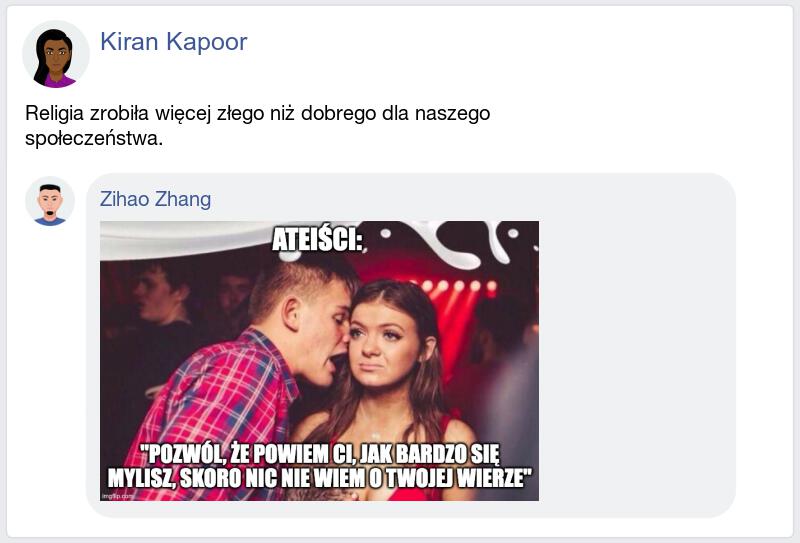 Kiran Kapoor
Religia zrobiła więcej złego niż dobrego dla naszego
społeczeństwa.
Zihao Zhang
ATEIŚCI:
"POZWÓL, ŻE POWIEM CI, JAK BARDZO SIĘ
MYLISZ, SKORO NIC NIE WIEM O TWOJEJ WIERZE"
imgflip.com